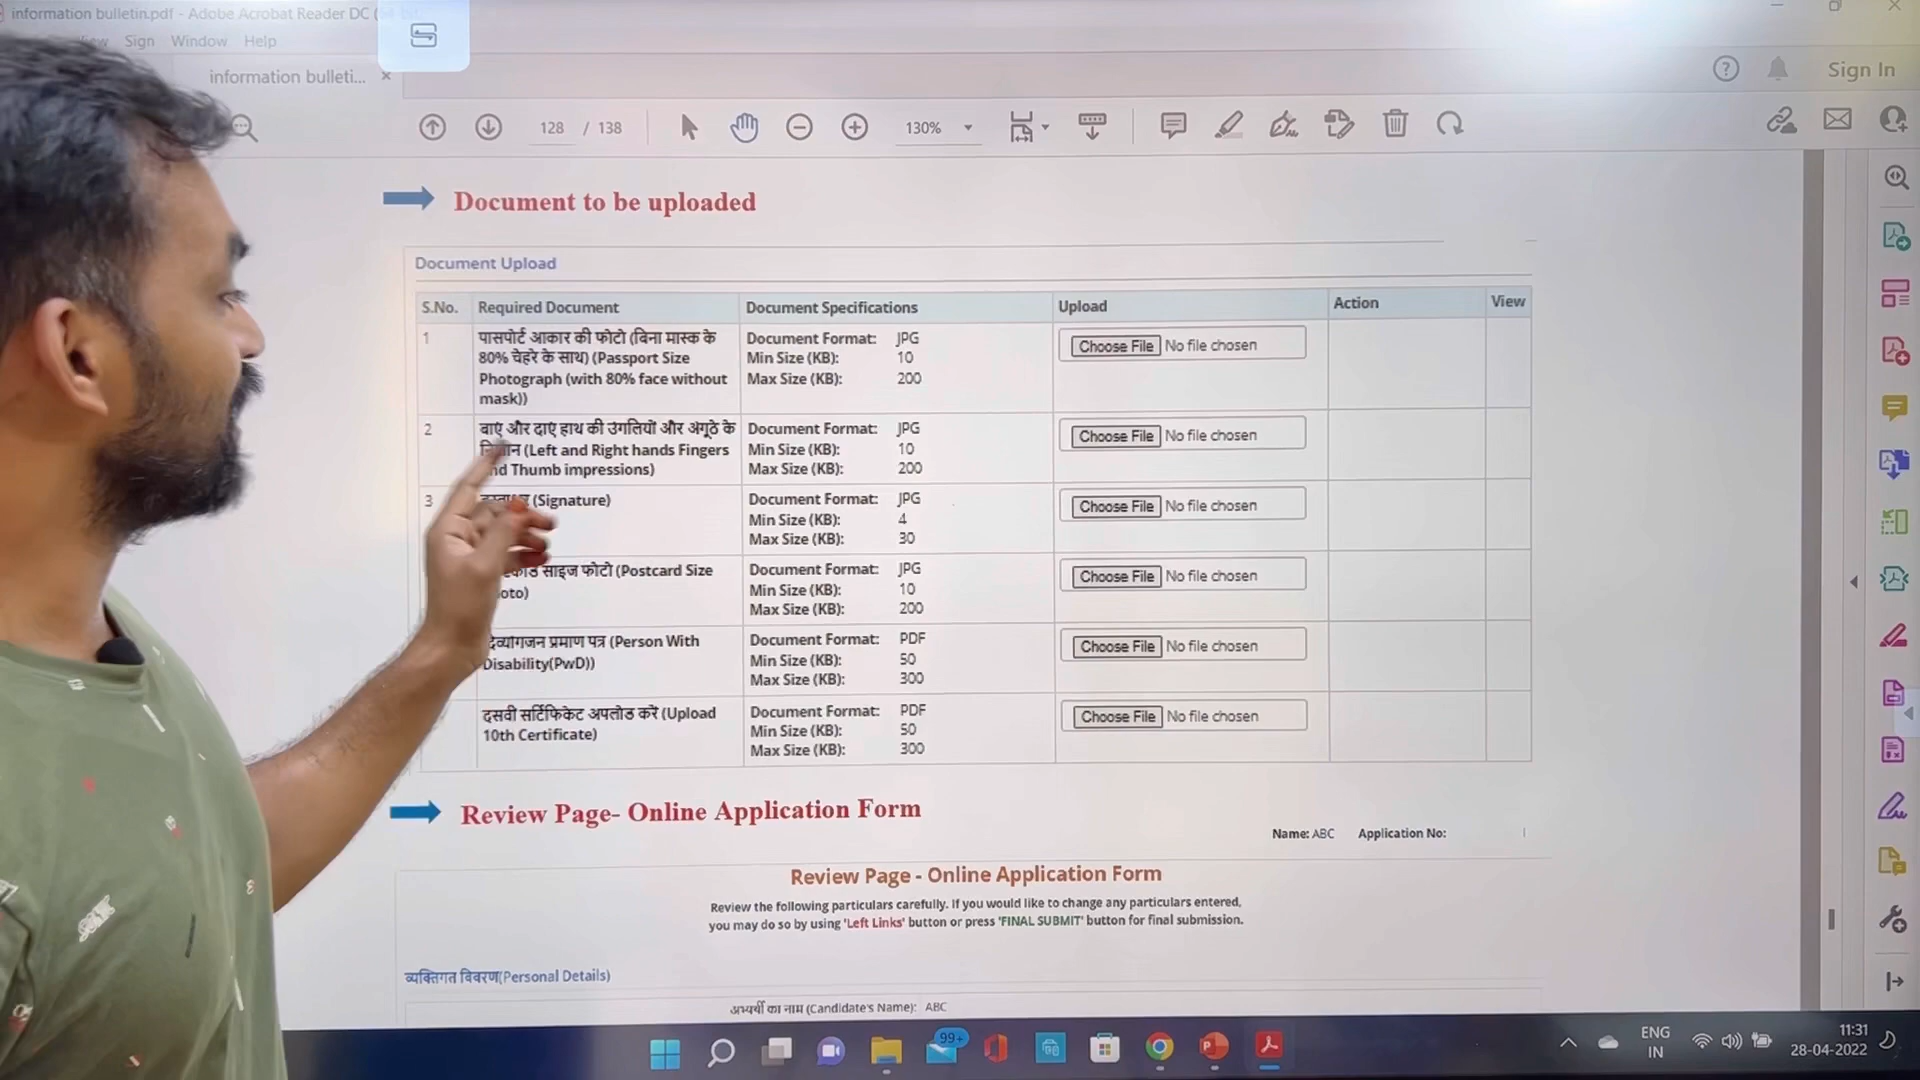 information bulletin.pdf - Adobe Acrobat Reader DC (
Sign Window Help
information bulleti... ×
Sign In
128 / 138
130%
Document to be uploaded
Document Upload
S.No. Required Document Document Specifications Upload Action View
1 पासपोर्ट आकार की फोटो (बिना मास्क के Document Format: JPG Choose File No file chosen
80% चेहरे के साथ) (Passport Size Min Size (KB): 10
Photograph (with 80% face without Max Size (KB): 200
mask))
2 बाएं और दाएं हाथ की उंगलियों और अंगूठे के Document Format: JPG Choose File No file chosen
(Left and Right hands Fingers Min Size (KB): 10
Thumb impressions) Max Size (KB): 200
3 (Signature) Document Format: JPG Choose File No file chosen
Min Size (KB): 4
Max Size (KB): 30
साइज फोटो (Postcard Size Document Format: JPG Choose File No file chosen
Min Size (KB): 10
Max Size (KB): 200
प्रमाण पत्र (Person With Document Format: PDF Choose File No file chosen
Disability(PwD)) Min Size (KB): 50
Max Size (KB): 300
दसवी सर्टिफिकेट अपलोड करें (Upload Document Format: PDF Choose File No file chosen
10th Certificate) Min Size (KB): 50
Max Size (KB): 300
Review Page- Online Application Form
Name: ABC Application No:
Review Page - Online Application Form
Review the following particulars carefully. If you would like to change any particulars entered,
you may do so by using 'Left Links' button or press 'FINAL SUBMIT' button for final submission.
व्यक्तिगत विवरण(Personal Details)
अभ्यर्थी का नाम (Candidate's Name): ABC
99+
ENG
IN
11:31
28-04-2022